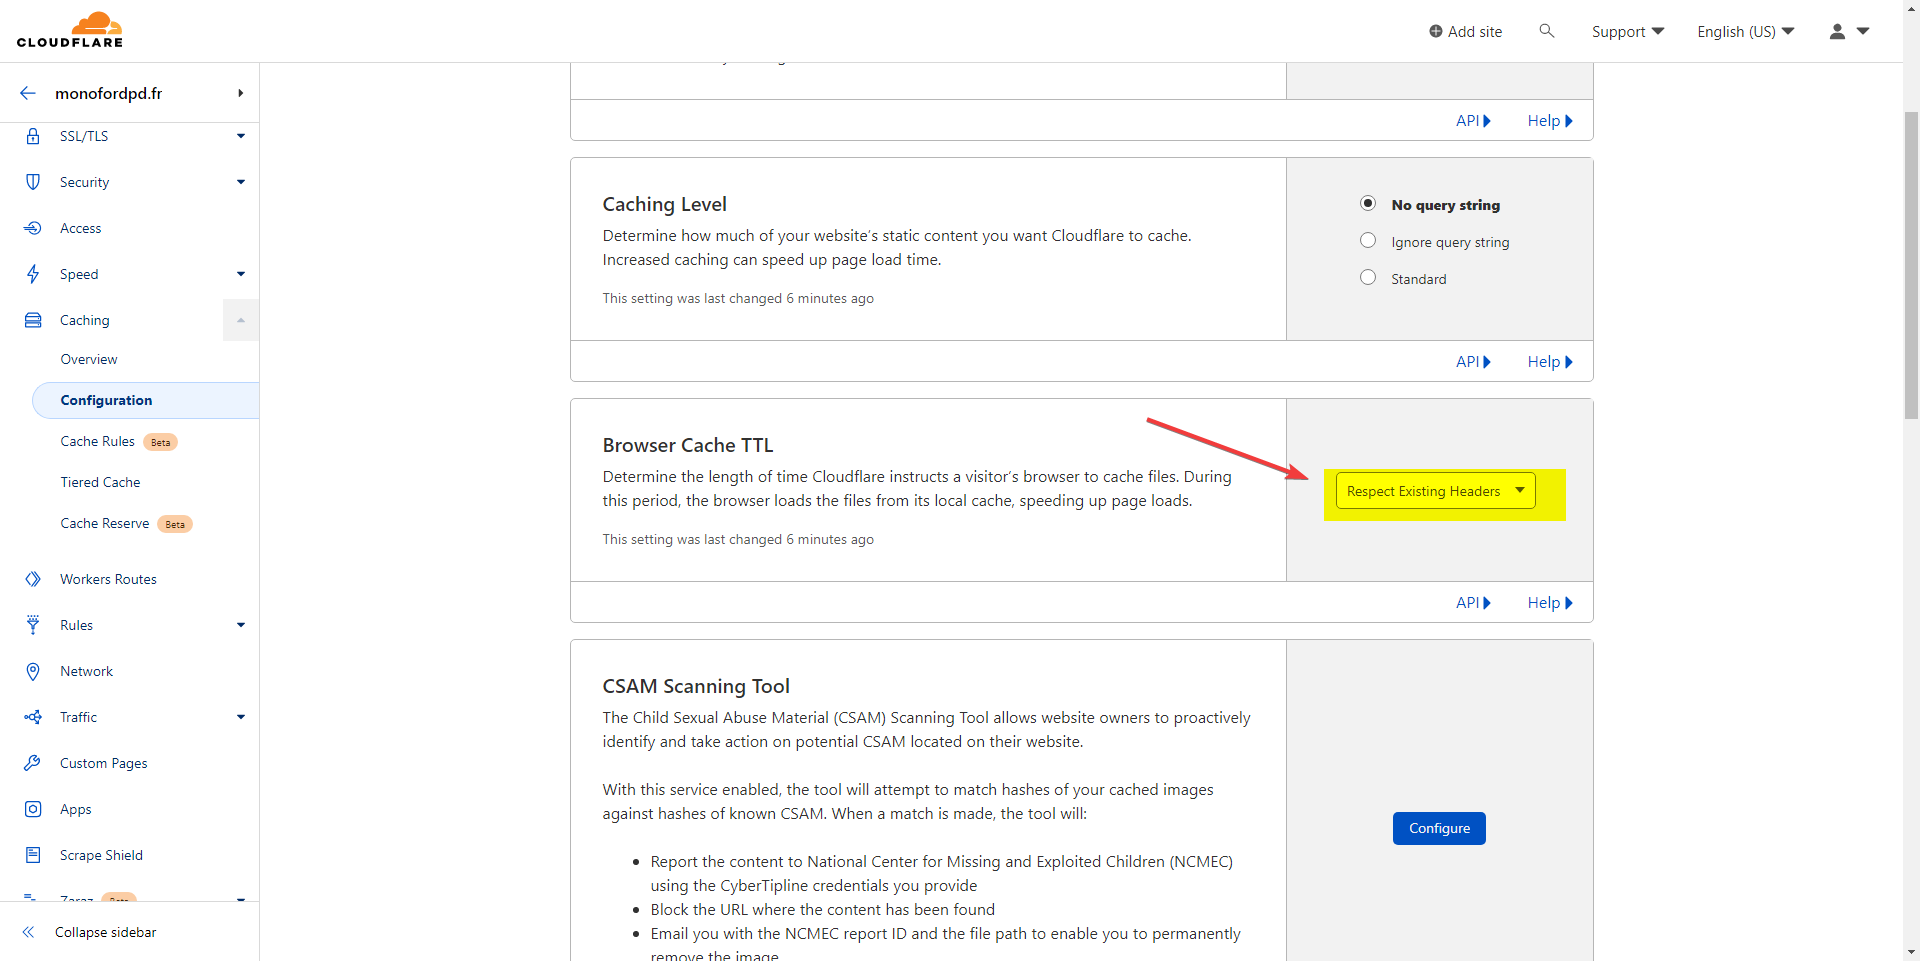 CLOUDFLARE
Add site
Support
English (US)
monofordpd.fr
SSL/TLS
Security
Access
Speed
Caching
Overview
Configuration
Cache Rules Beta
Tiered Cache
Cache Reserve Beta
Workers Routes
Rules
Network
Traffic
Custom Pages
Apps
Scrape Shield
Zaraz Beta
Collapse sidebar
API
Help
Caching Level
Determine how much of your website's static content you want Cloudflare to cache.
Increased caching can speed up page load time.
This setting was last changed 6 minutes ago
No query string
Ignore query string
Standard
API
Help
Browser Cache TTL
Determine the length of time Cloudflare instructs a visitor's browser to cache files. During
this period, the browser loads the files from its local cache, speeding up page loads.
This setting was last changed 6 minutes ago
Respect Existing Headers
API
Help
CSAM Scanning Tool
The Child Sexual Abuse Material (CSAM) Scanning Tool allows website owners to proactively
identify and take action on potential CSAM located on their website.
With this service enabled, the tool will attempt to match hashes of your cached images
against hashes of known CSAM. When a match is made, the tool will:
Report the content to National Center for Missing and Exploited Children (NCMEC)
using the CyberTipline credentials you provide
Block the URL where the content has been found
Email you with the NCMEC report ID and the file path to enable you to permanently
remove the image
Configure